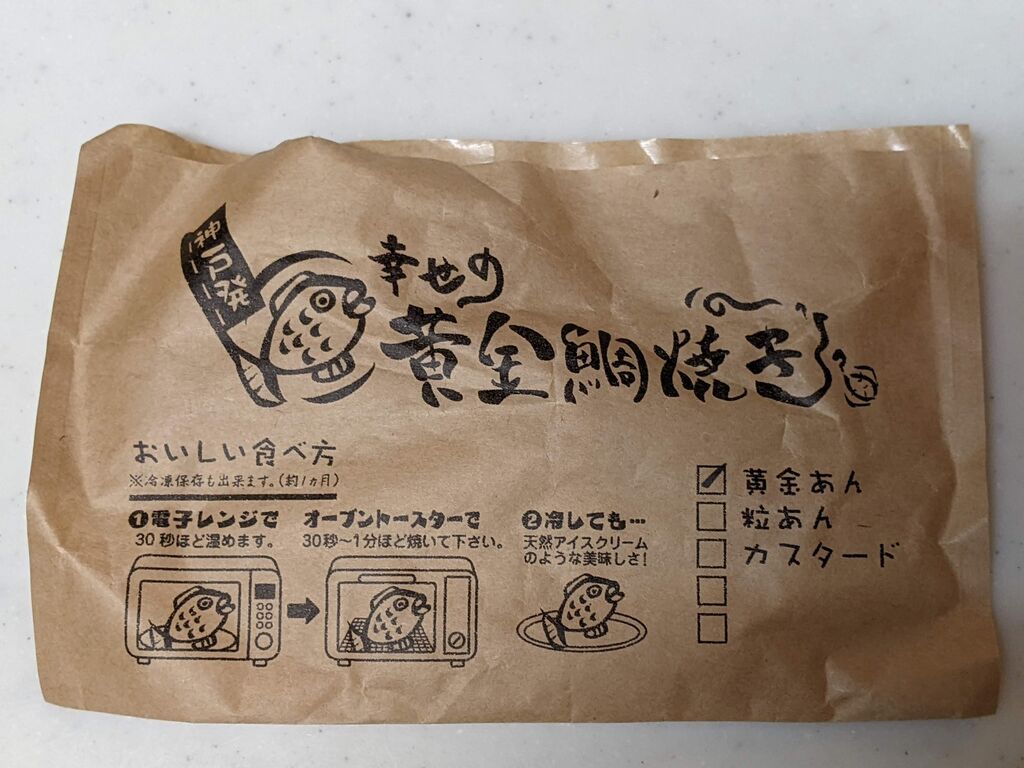 神戸発
幸せの
黄金鯛焼き
おいしい食べ方
※冷凍保存も出来ます。(約1ヵ月)
❶電子レンジで
30秒ほど温めます。
オーブントースターで
30秒〜1分ほど焼いて下さい。
❷冷しても…
天然アイスクリーム
のような美味しさ!
黄金あん
粒あん
カスタード